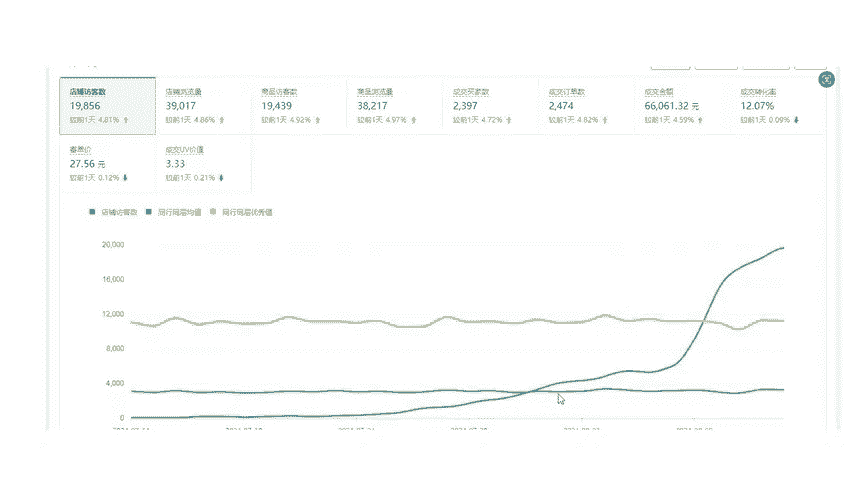 店铺访客数
19,856
较前1天 4.81%
店铺浏览量
39,017
较前1天 4.86%
商品访客数
19,439
较前1天 4.92%
商品浏览量
38,217
较前1天 4.97%
成交买家数
2,397
较前1天 4.72%
成交订单数
2,474
较前1天 4.82%
成交金额
66,061.32 元
较前1天 4.59%
成交转化率
12.07%
较前1天 0.09%
客单价
27.56 元
较前1天 0.12%
成交UV价值
3.33
较前1天 0.21%
店铺访客数 同行同层均值 同行同层优秀值
20,000
16,000
12,000
8,000
4,000
0